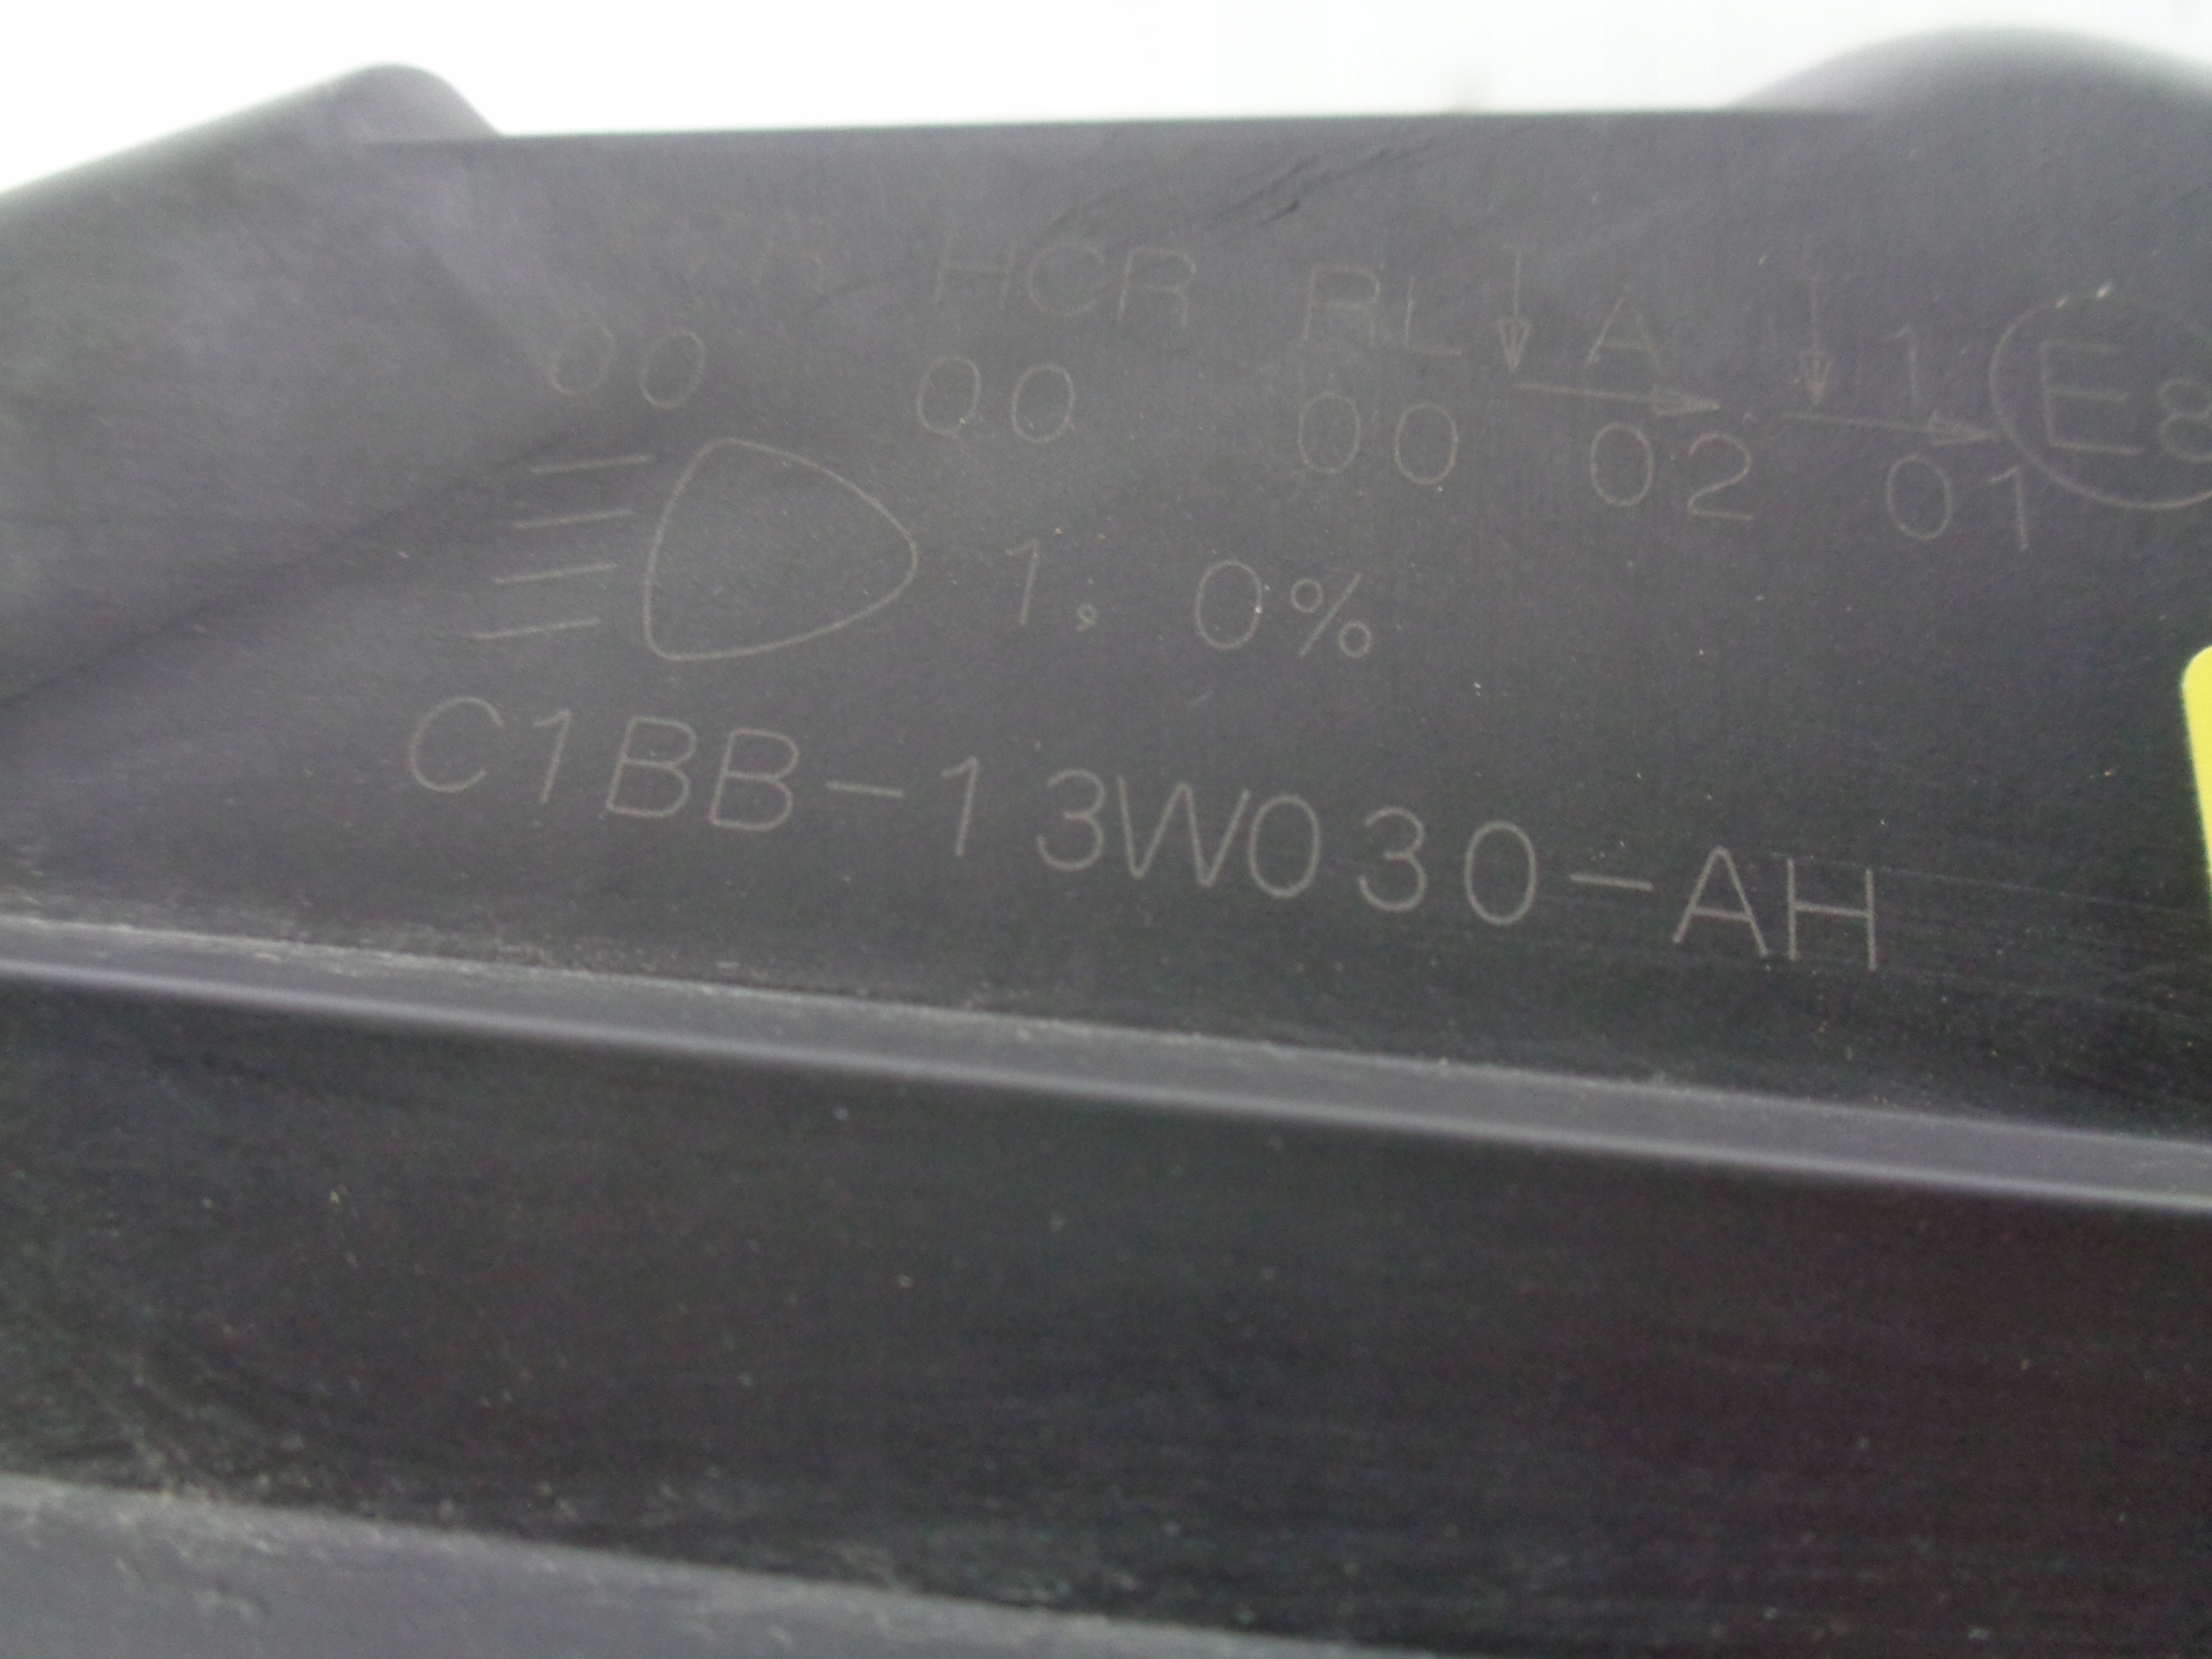 HCR RL A 1 E8
00 00 00 02 01
1. 0%
C1BB-13W030-AH